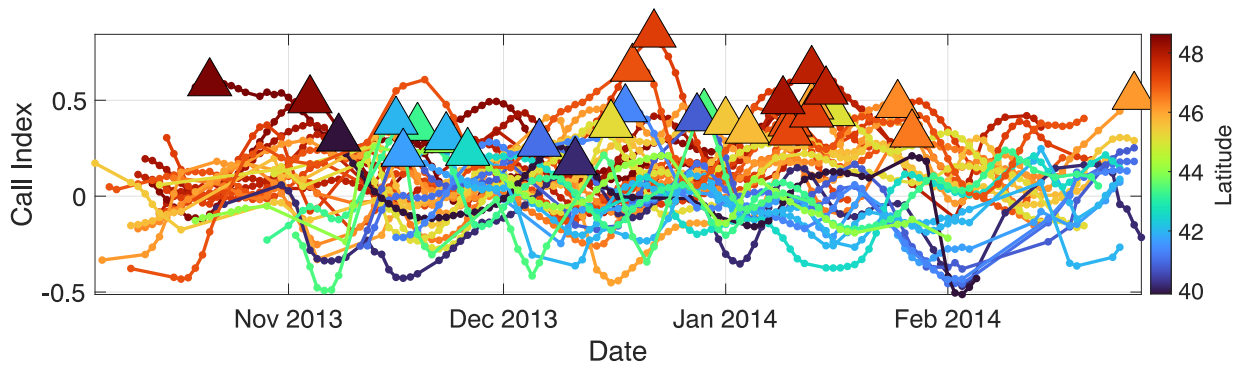 Call Index
0.5
0
-0.5
Nov 2013
Dec 2013
Jan 2014
Feb 2014
Date
48
46
44
42
40
Latitude